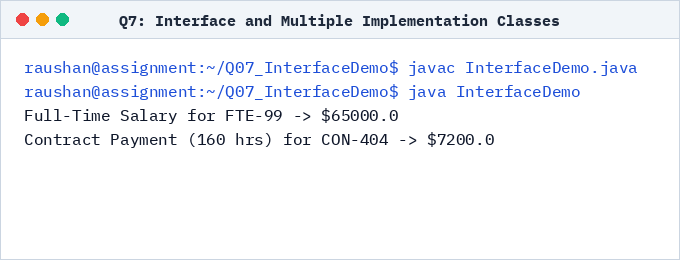 Q7: Interface and Multiple Implementation Classes
raushan@assignment:~/Q07_InterfaceDemo$ javac InterfaceDemo.java
raushan@assignment:~/Q07_InterfaceDemo$ java InterfaceDemo
Full-Time Salary for FTE-99 -> $65000.0
Contract Payment (160 hrs) for CON-404 -> $7200.0